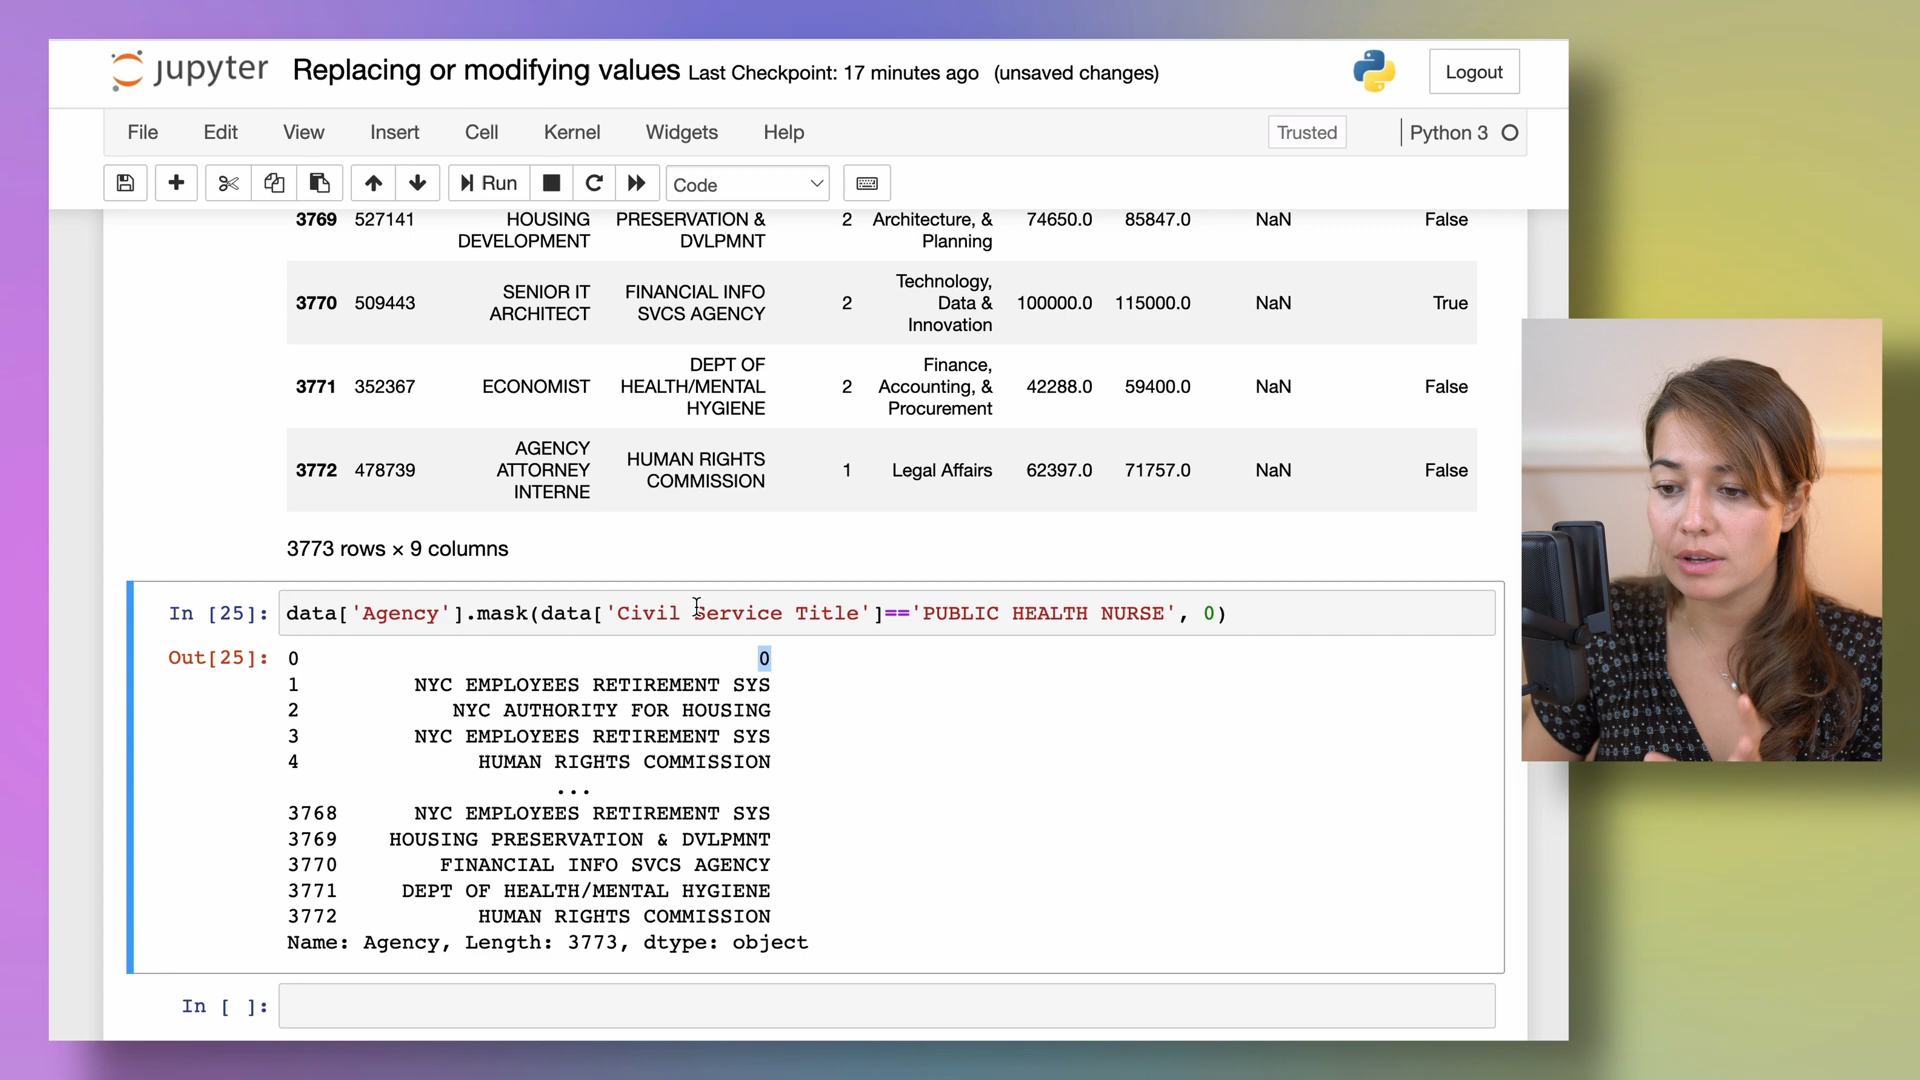 jupyter Replacing or modifying values Last Checkpoint: 17 minutes ago (unsaved changes) Logout
File Edit View Insert Cell Kernel Widgets Help Trusted Python 3
Run Code
3769 527141 HOUSING DEVELOPMENT PRESERVATION & DVLPMNT 2 Architecture, & Planning 74650.0 85847.0 NaN False
3770 509443 SENIOR IT ARCHITECT FINANCIAL INFO SVCS AGENCY 2 Technology, Data & Innovation 100000.0 115000.0 NaN True
3771 352367 ECONOMIST DEPT OF HEALTH/MENTAL HYGIENE 2 Finance, Accounting, & Procurement 42288.0 59400.0 NaN False
3772 478739 AGENCY ATTORNEY INTERNE HUMAN RIGHTS COMMISSION 1 Legal Affairs 62397.0 71757.0 NaN False
3773 rows × 9 columns
In [25]: data['Agency'].mask(data['Civil Service Title']=='PUBLIC HEALTH NURSE', 0)
Out[25]: 0 0
1 NYC EMPLOYEES RETIREMENT SYS
2 NYC AUTHORITY FOR HOUSING
3 NYC EMPLOYEES RETIREMENT SYS
4 HUMAN RIGHTS COMMISSION
...
3768 NYC EMPLOYEES RETIREMENT SYS
3769 HOUSING PRESERVATION & DVLPMNT
3770 FINANCIAL INFO SVCS AGENCY
3771 DEPT OF HEALTH/MENTAL HYGIENE
3772 HUMAN RIGHTS COMMISSION
Name: Agency, Length: 3773, dtype: object
In [ ]: